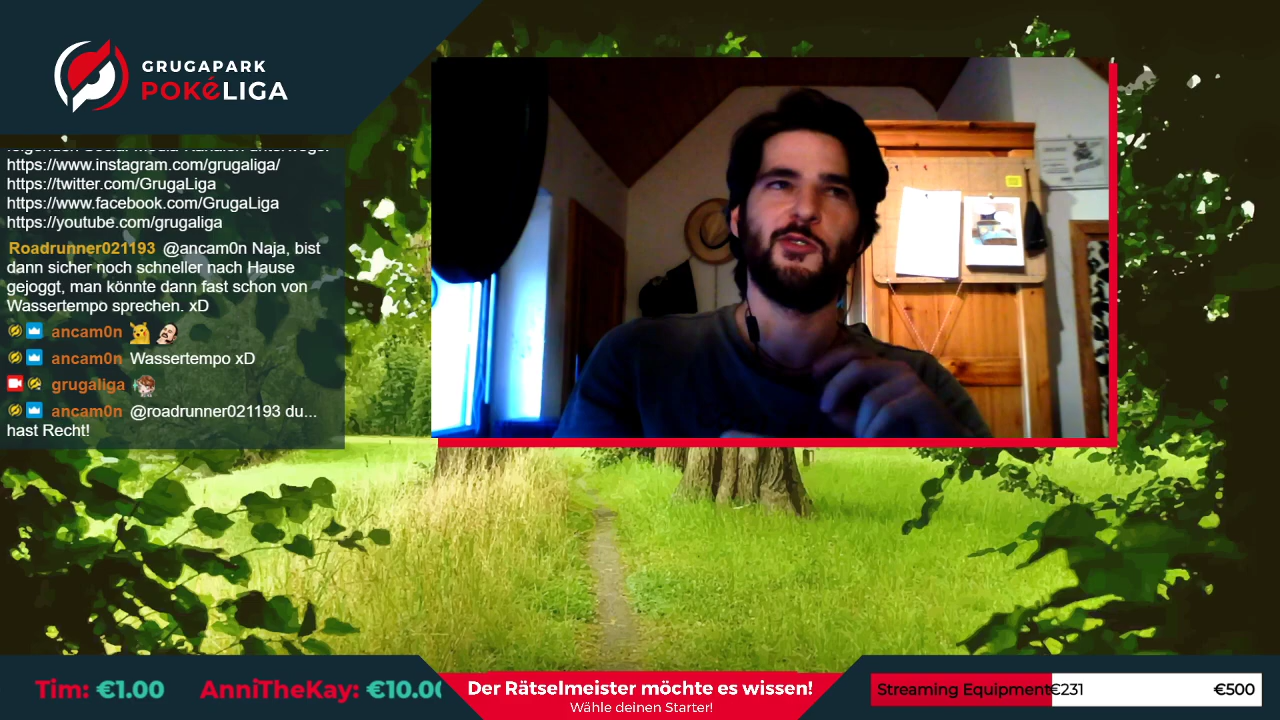 GRUGAPARK
POKéLIGA
https://www.instagram.com/grugaliga/
https://twitter.com/GrugaLiga
https://www.facebook.com/GrugaLiga
https://youtube.com/grugaliga
Roadrunner021193 @ancam0n Naja, bist
dann sicher noch schneller nach Hause
gejoggt, man könnte dann fast schon von
Wassertempo sprechen. xD
ancam0n
ancam0n Wassertempo xD
grugaliga
ancam0n @roadrunner021193 du...
hast Recht!
Tim: €1.00 AnniTheKay: €10.00
Der Rätselmeister möchte es wissen!
Wähle deinen Starter!
Streaming Equipment €231 €500